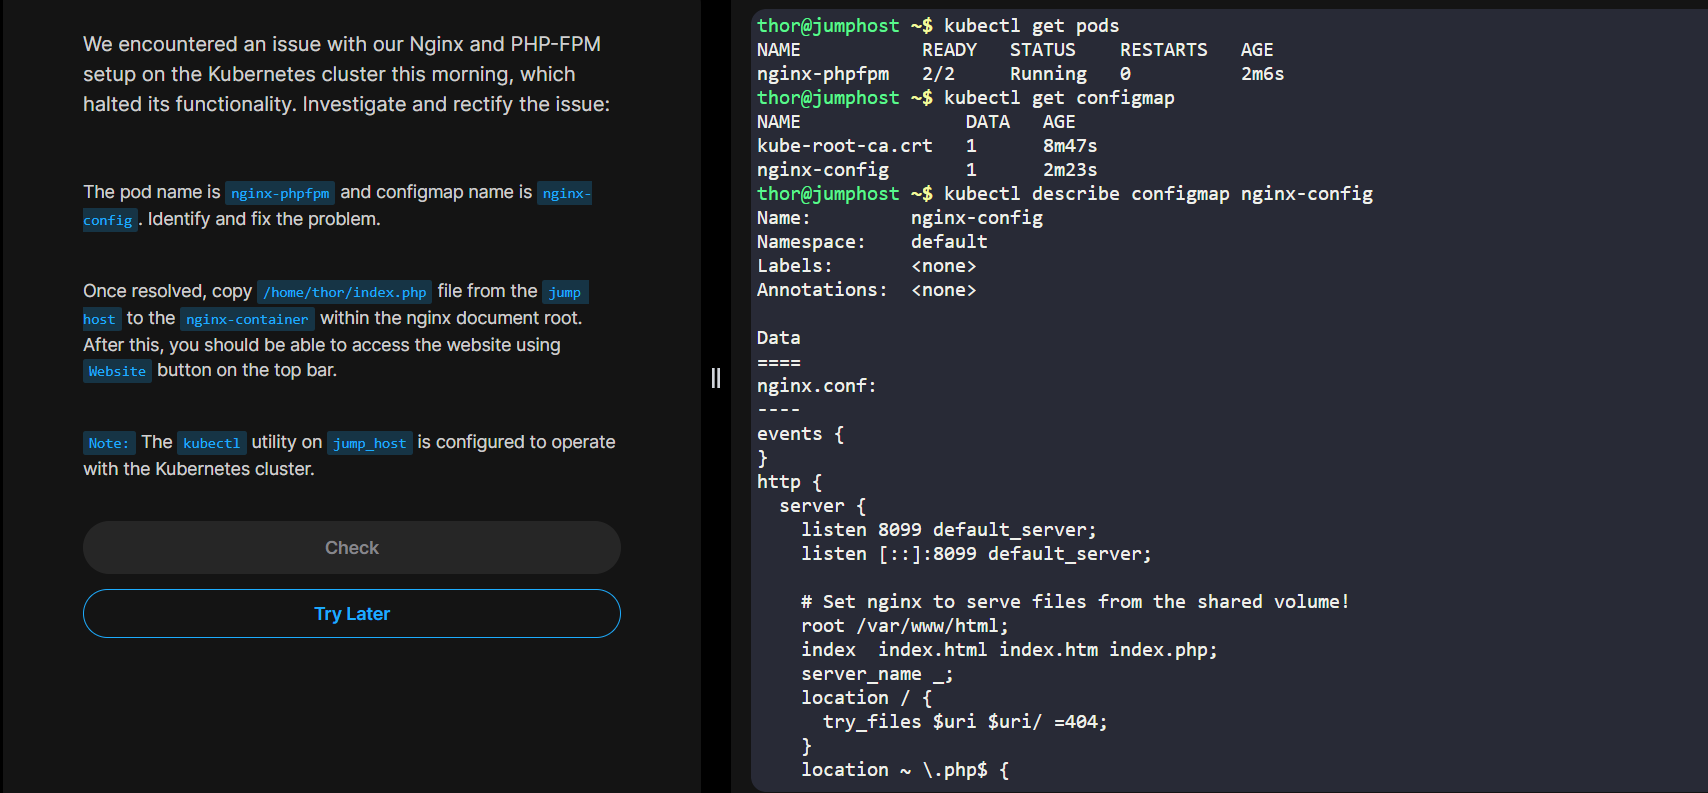 We encountered an issue with our Nginx and PHP-FPM
setup on the Kubernetes cluster this morning, which
halted its functionality. Investigate and rectify the issue:
The pod name is nginx-phpfpm and configmap name is nginx-
config . Identify and fix the problem.
Once resolved, copy /home/thor/index.php file from the jump
host to the nginx-container within the nginx document root.
After this, you should be able to access the website using
Website button on the top bar.
Note: The kubectl utility on jump_host is configured to operate
with the Kubernetes cluster.
Check
Try Later
thor@jumphost ~$ kubectl get pods
NAME           READY   STATUS    RESTARTS   AGE
nginx-phpfpm   2/2     Running   0          2m6s
thor@jumphost ~$ kubectl get configmap
NAME               DATA   AGE
kube-root-ca.crt   1      8m47s
nginx-config       1      2m23s
thor@jumphost ~$ kubectl describe configmap nginx-config
Name:         nginx-config
Namespace:    default
Labels:       <none>
Annotations:  <none>
Data
====
nginx.conf:
----
events {
}
http {
  server {
    listen 8099 default_server;
    listen [::]:8099 default_server;
    # Set nginx to serve files from the shared volume!
    root /var/www/html;
    index  index.html index.htm index.php;
    server_name _;
    location / {
      try_files $uri $uri/ =404;
    }
    location ~ \.php$ {